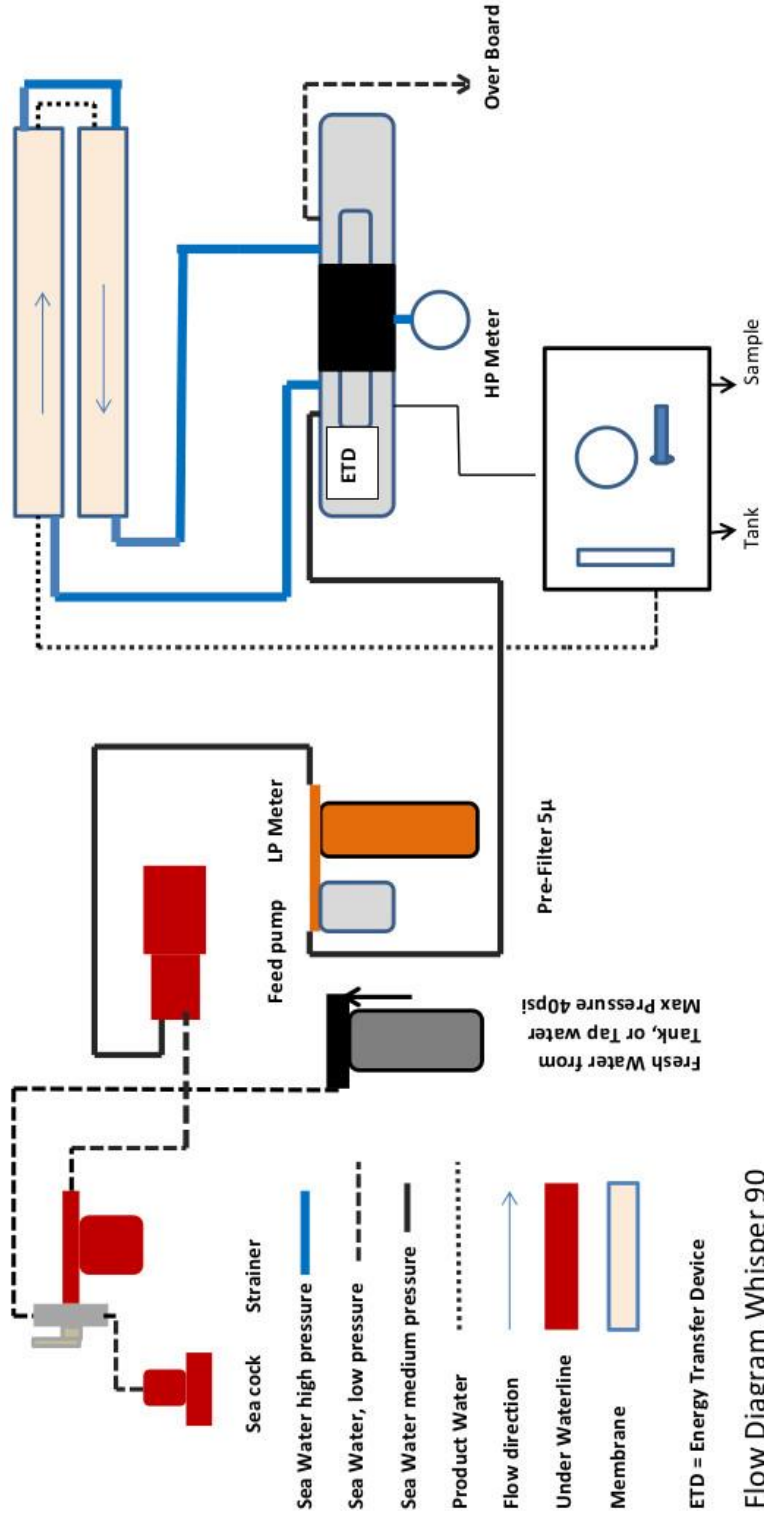 Sea cock
Strainer
Feed pump
LP Meter
ETD
HP Meter
Over Board
Sea Water high pressure
Sea Water, low pressure
Sea Water medium pressure
Product Water
Flow direction
Under Waterline
Membrane
Fresh Water from
Tank, or Tap water
Max Pressure 40psi
Pre-Filter 5µ
Tank
Sample
ETD = Energy Transfer Device
Flow Diagram Whisper 90